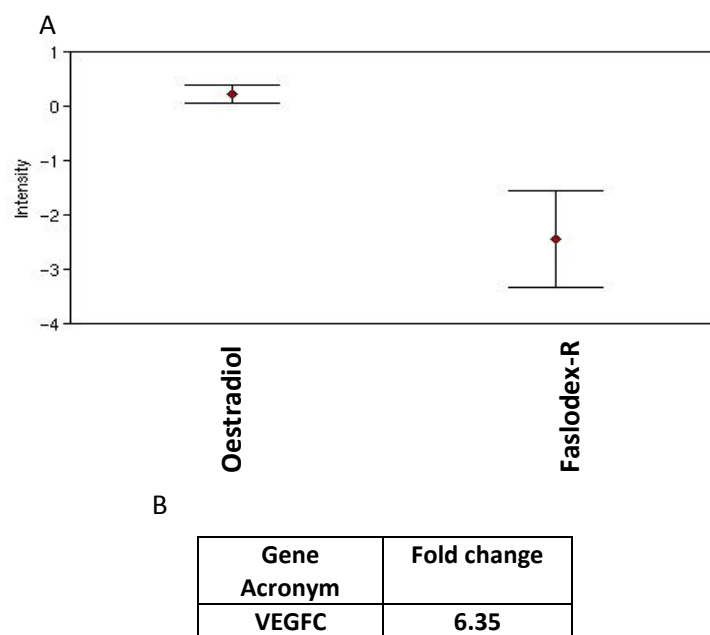 A
1
0
−1
−2
−3
−4
Intensity
Oestradiol
Faslodex-R
B
Gene Fold change
Acronym
VEGFC 6.35